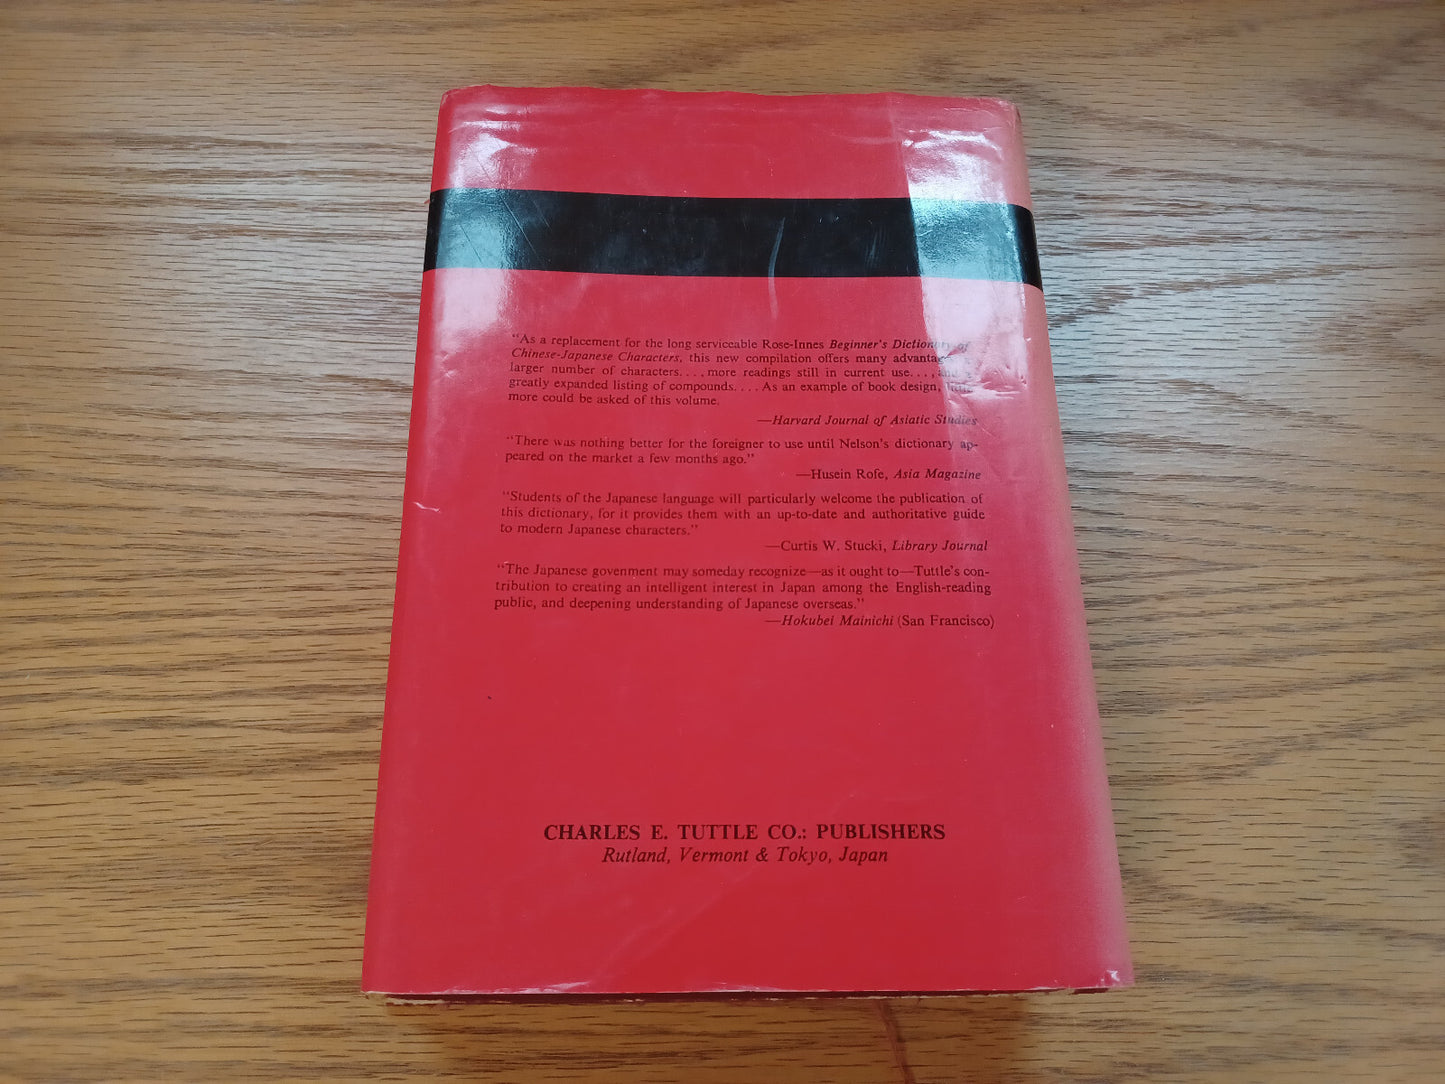 "As a replacement for the long serviceable Rose-Innes Beginner's Dictionary of
Chinese-Japanese Characters, this new compilation offers many advantages, a
larger number of characters. . . , more readings still in current use. . . , and a
greatly expanded listing of compounds. . . . As an example of book design, little
more could be asked of this volume.
—Harvard Journal of Asiatic Studies
"There was nothing better for the foreigner to use until Nelson's dictionary ap-
peared on the market a few months ago."
—Husein Rofe, Asia Magazine
"Students of the Japanese language will particularly welcome the publication of
this dictionary, for it provides them with an up-to-date and authoritative guide
to modern Japanese characters."
—Curtis W. Stucki, Library Journal
"The Japanese govenment may someday recognize—as it ought to—Tuttle's con-
tribution to creating an intelligent interest in Japan among the English-reading
public, and deepening understanding of Japanese overseas."
—Hokubei Mainichi (San Francisco)
CHARLES E. TUTTLE CO.: PUBLISHERS
Rutland, Vermont & Tokyo, Japan